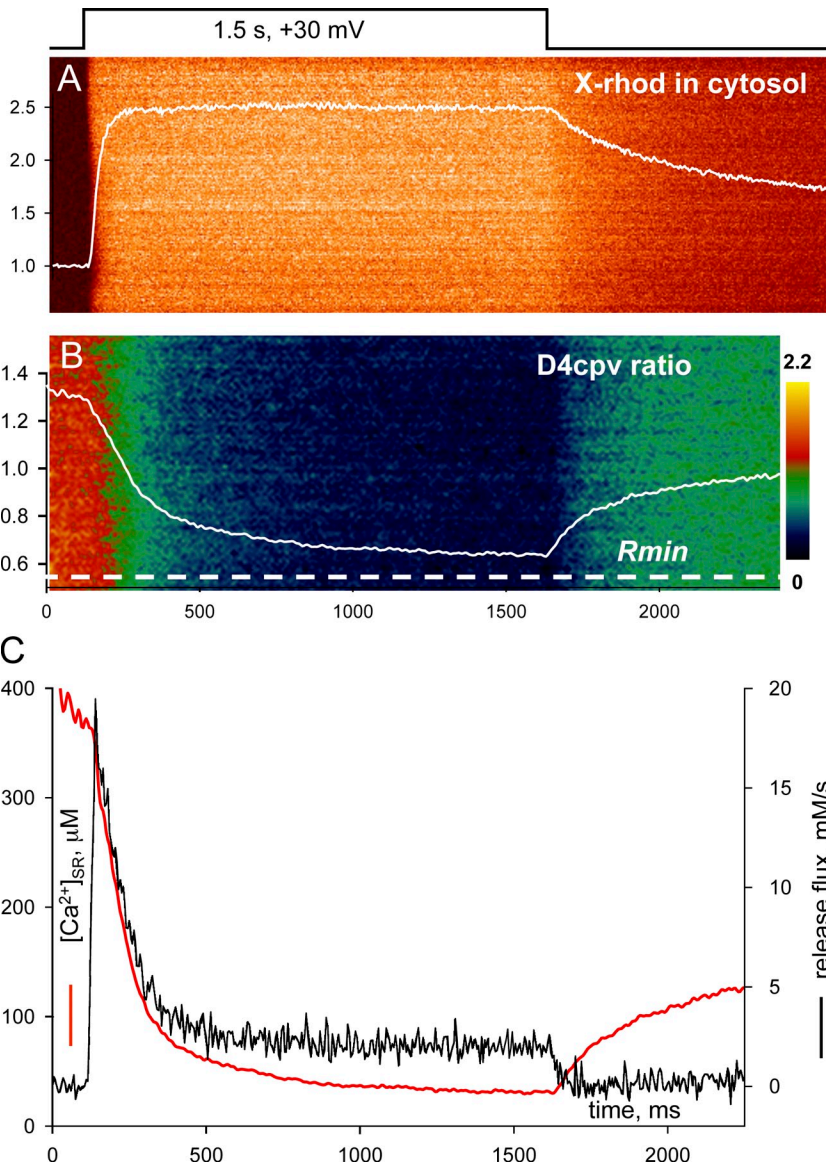 1.5 s, +30 mV
A
X-rhod in cytosol
2.5
2.0
1.5
1.0
B
D4cpv ratio
2.2
1.4
1.2
1.0
0.8
0.6
Rmin
0
0 500 1000 1500 2000
C
400
300
200
100
0
[Ca²⁺]SR, μM
20
15
10
5
0
release flux, mM/s
time, ms
0 500 1000 1500 2000